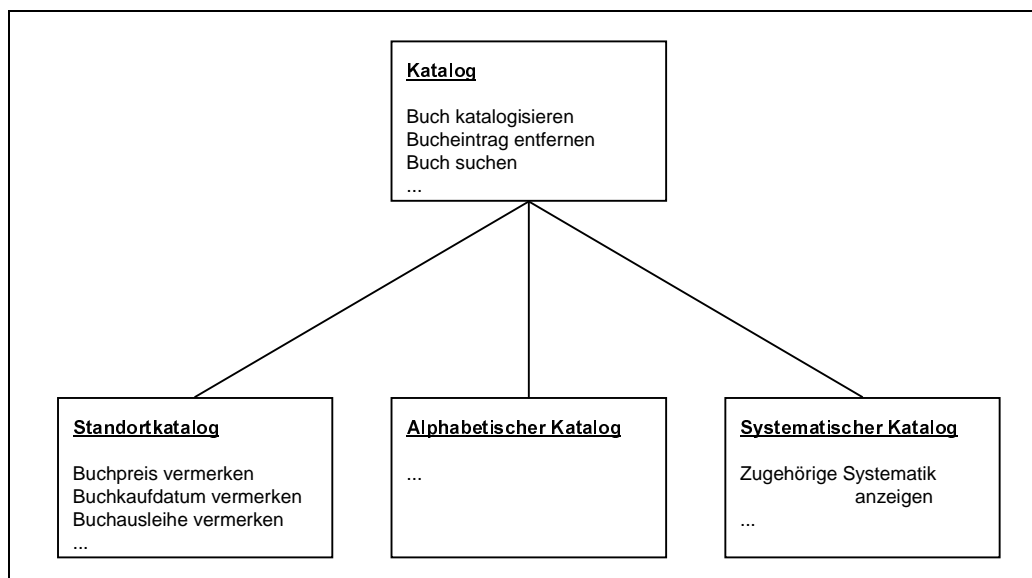 Katalog
Buch katalogisieren
Bucheintrag entfernen
Buch suchen
...
Standortkatalog
Buchpreis vermerken
Buchkaufdatum vermerken
Buchausleihe vermerken
...
Alphabetischer Katalog
...
Systematischer Katalog
Zugehörige Systematik
anzeigen
...